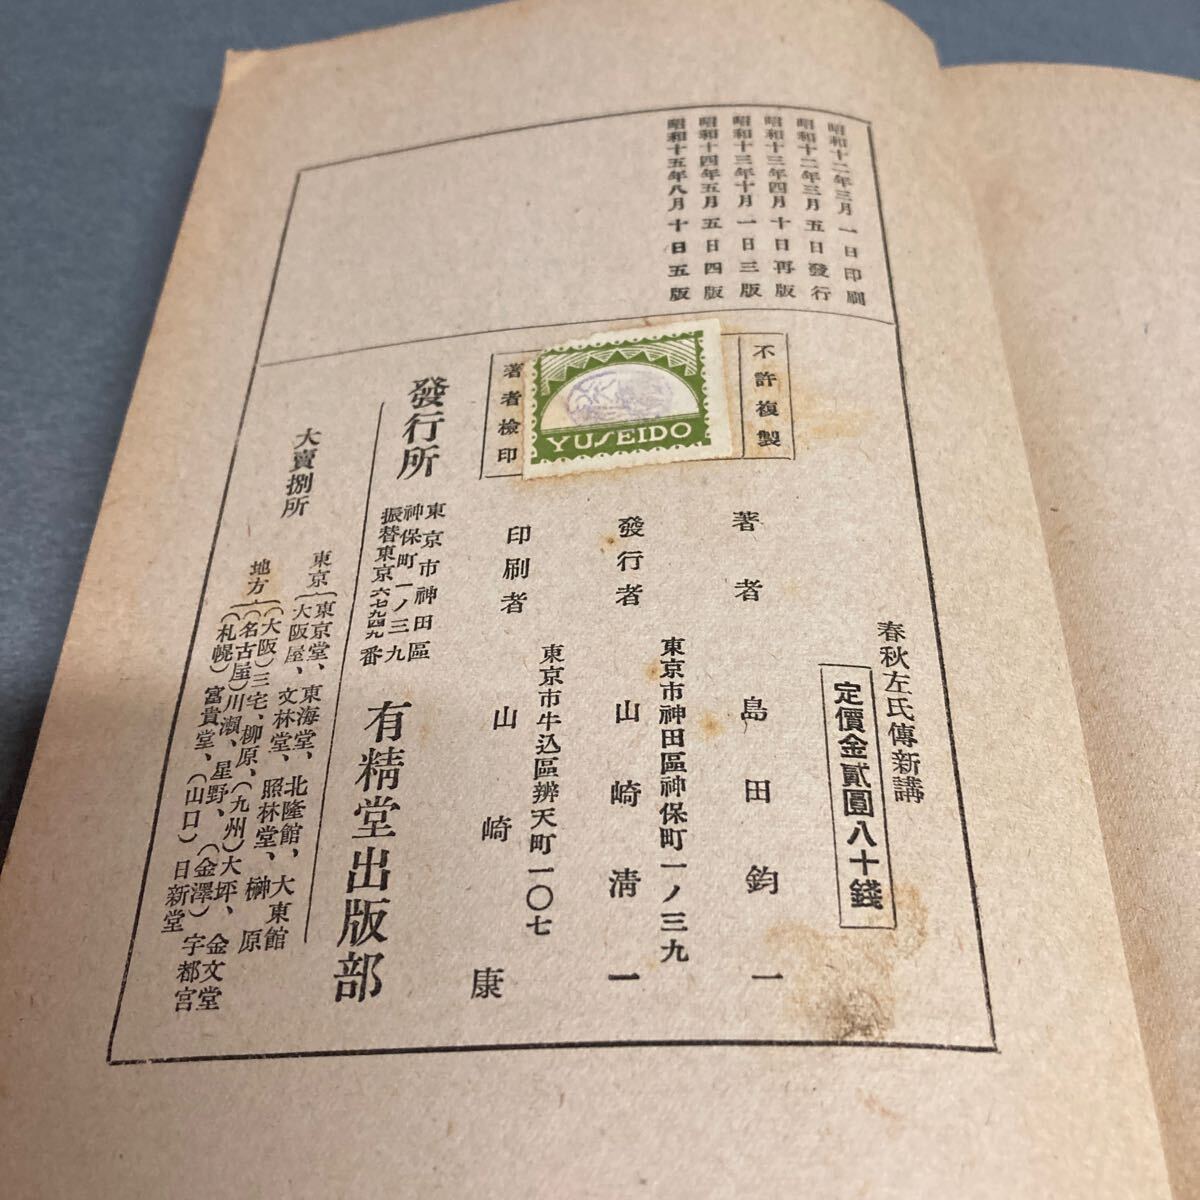 昭和十二年三月一日印刷
昭和十二年三月五日發行
昭和十三年四月十日再版
昭和十三年十月一日三版
昭和十四年五月五日四版
昭和十五年八月十日五版
不許複製
YUSEIDO
著者檢印
春秋左氏傳新講
定價金貳圓八十錢
著者 島田鈞一
東京市神田區神保町一ノ三九
發行者 山崎清一
東京市牛込區辨天町一〇七
印刷者 山崎康
發行所
東京市神田區
神保町一ノ三九
振替東京六七九四九番
有精堂出版部
大賣捌所
東京
東京堂、東海堂、北隆館、大東館
大阪屋、文林堂、照林堂、榊原
地方
(大阪)三宅、柳原、(九州)大坪、金文堂
(名古屋)川瀨、星野、(金澤)宇都宮
(札幌)富貴堂、(山口)日新堂